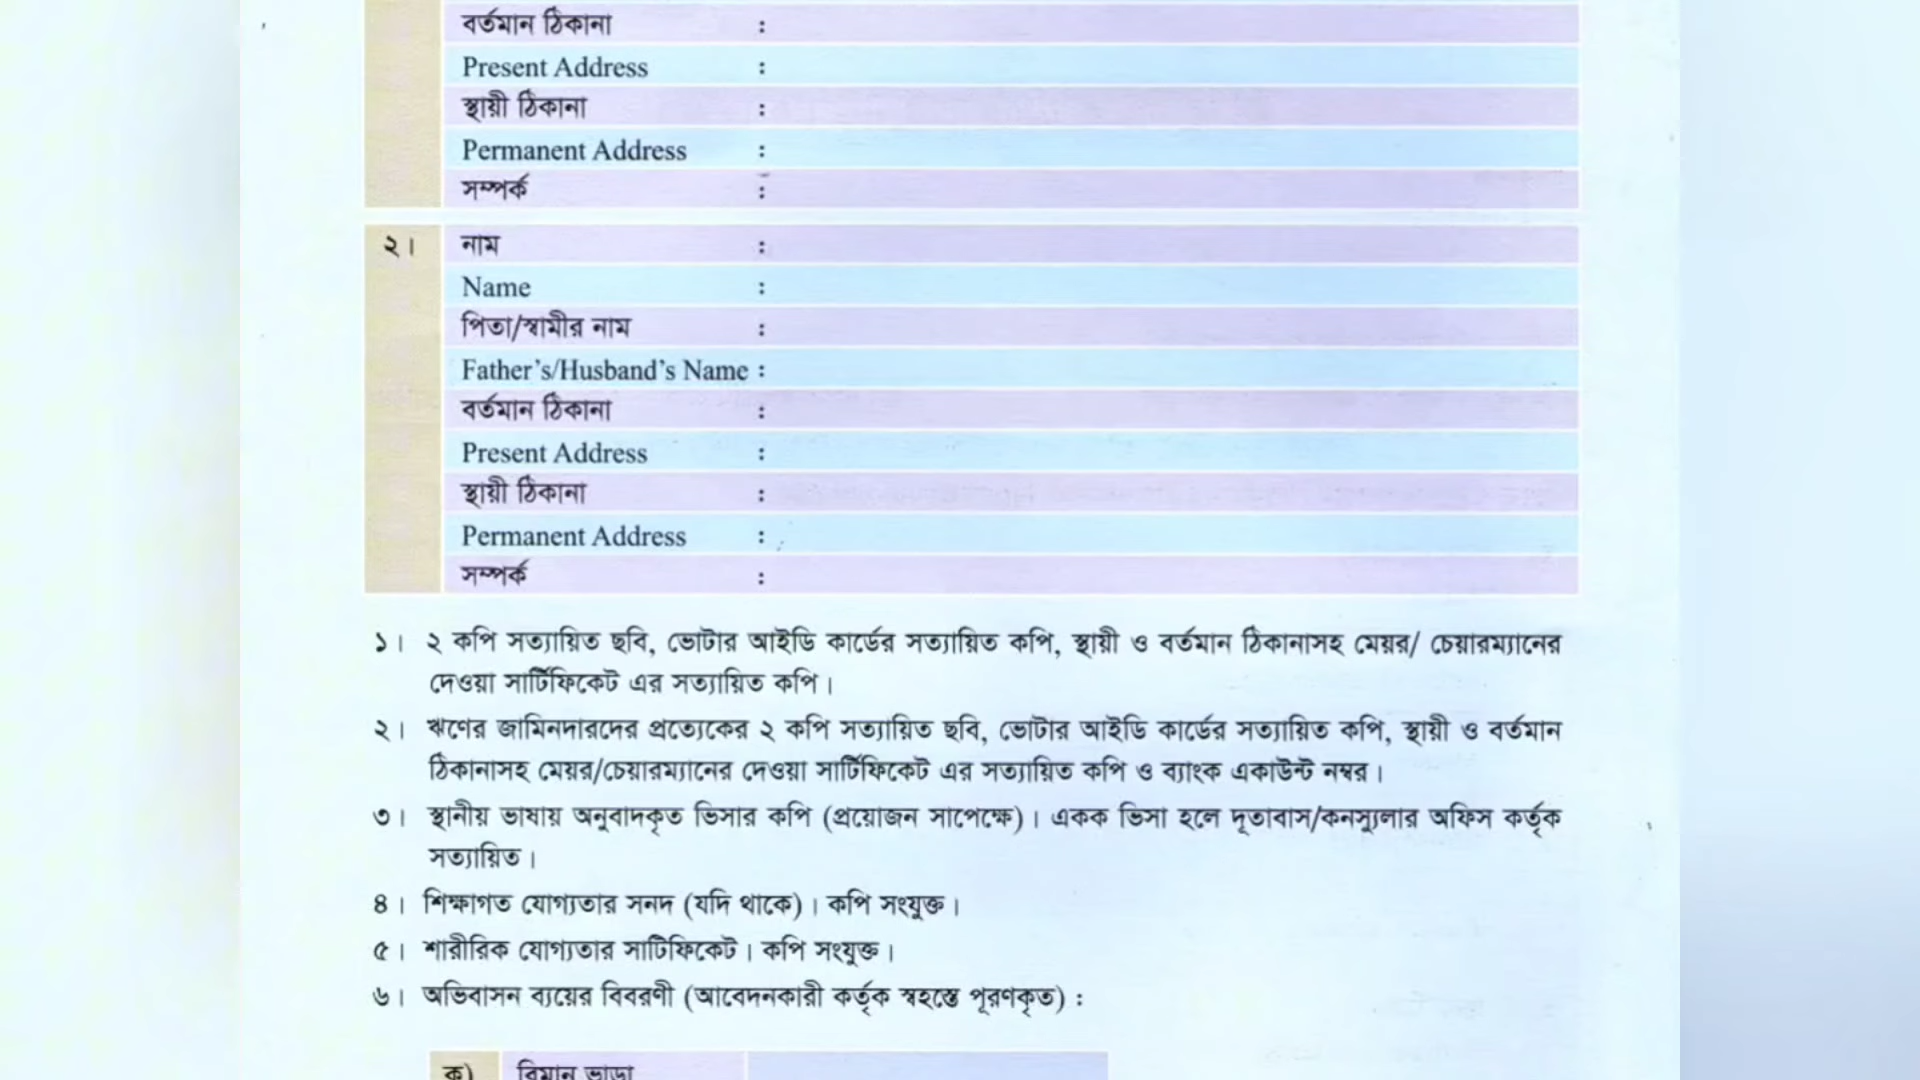 বর্তমান ঠিকানা :
Present Address :
স্থায়ী ঠিকানা :
Permanent Address :
সম্পর্ক :
২। নাম :
Name :
পিতা/স্বামীর নাম :
Father's/Husband's Name :
বর্তমান ঠিকানা :
Present Address :
স্থায়ী ঠিকানা :
Permanent Address :
সম্পর্ক :
১। ২ কপি সত্যায়িত ছবি, ভোটার আইডি কার্ডের সত্যায়িত কপি, স্থায়ী ও বর্তমান ঠিকানাসহ মেয়র/ চেয়ারম্যানের
দেওয়া সার্টিফিকেট এর সত্যায়িত কপি।
২। ঋণের জামিনদারদের প্রত্যেকের ২ কপি সত্যায়িত ছবি, ভোটার আইডি কার্ডের সত্যায়িত কপি, স্থায়ী ও বর্তমান
ঠিকানাসহ মেয়র/চেয়ারম্যানের দেওয়া সার্টিফিকেট এর সত্যায়িত কপি ও ব্যাংক একাউন্ট নম্বর।
৩। স্থানীয় ভাষায় অনুবাদকৃত ভিসার কপি (প্রয়োজন সাপেক্ষে)। একক ভিসা হলে দূতাবাস/কনস্যুলার অফিস কর্তৃক
সত্যায়িত।
৪। শিক্ষাগত যোগ্যতার সনদ (যদি থাকে)। কপি সংযুক্ত।
৫। শারীরিক যোগ্যতার সাটিফিকেট। কপি সংযুক্ত।
৬। অভিবাসন ব্যয়ের বিবরণী (আবেদনকারী কর্তৃক স্বহস্তে পূরণকৃত) :
ক) বিমান ভাড়া